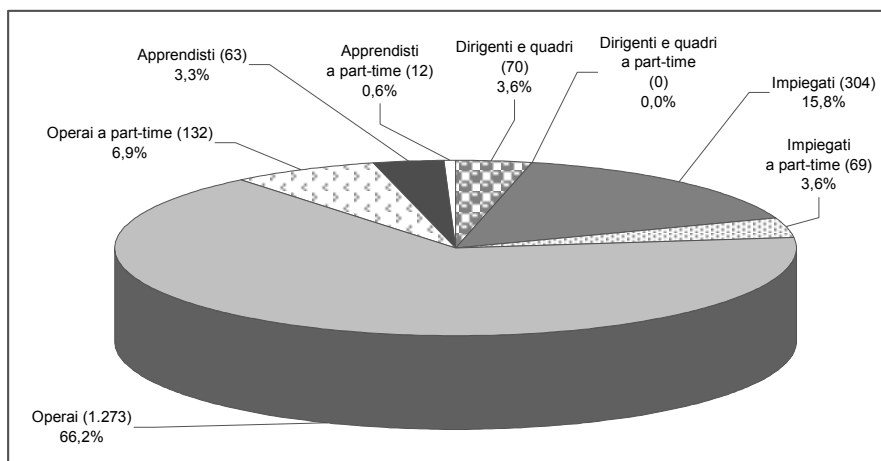 Apprendisti (63)
3,3%
Apprendisti
a part-time (12)
0,6%
Dirigenti e quadri
(70)
3,6%
Dirigenti e quadri
a part-time
(0)
0,0%
Impiegati (304)
15,8%
Impiegati
a part-time (69)
3,6%
Operai a part-time (132)
6,9%
Operai (1.273)
66,2%